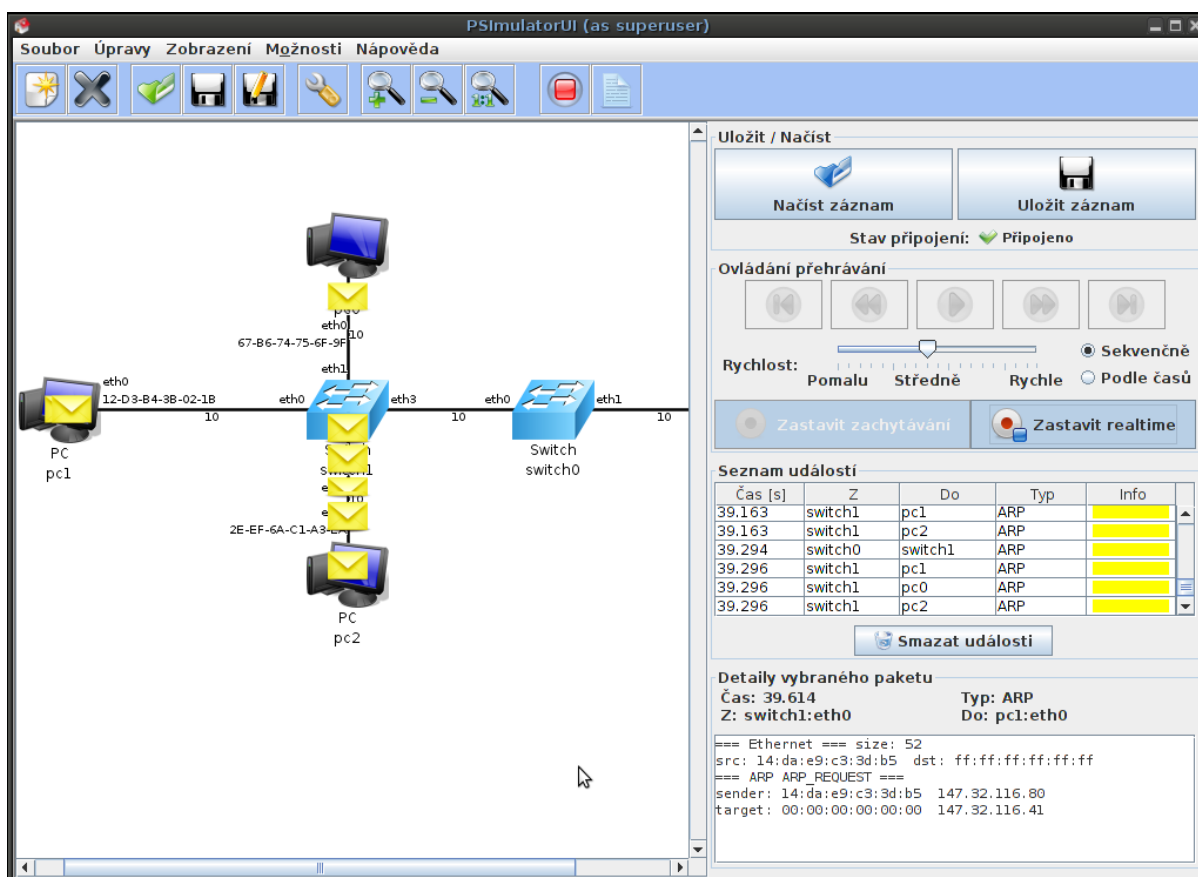 PSImulatorUI (as superuser)
Soubor Úpravy Zobrazení Možnosti Nápověda
1:1
eth0
10
67-B6-74-75-6F-9F
eth1
eth0
12-D3-B4-3B-02-1B
10
eth0
eth3
10
eth0
eth1
10
PC
pc1
Switch
switch0
2E-EF-6A-C1-A3-EA
PC
pc2
Uložit / Načíst
Načíst záznam
Uložit záznam
Stav připojení: Připojeno
Ovládání přehrávání
Rychlost:
Pomalu Středně Rychle
Sekvenčně
Podle časů
Zastavit zachytávání
Zastavit realtime
Seznam událostí
Čas [s] Z Do Typ Info
39.163 switch1 pc1 ARP
39.163 switch1 pc2 ARP
39.294 switch0 switch1 ARP
39.296 switch1 pc1 ARP
39.296 switch1 pc0 ARP
39.296 switch1 pc2 ARP
Smazat události
Detaily vybraného paketu
Čas: 39.614 Typ: ARP
Z: switch1:eth0 Do: pc1:eth0
=== Ethernet === size: 52
src: 14:da:e9:c3:3d:b5 dst: ff:ff:ff:ff:ff:ff
=== ARP ARP_REQUEST ===
sender: 14:da:e9:c3:3d:b5 147.32.116.80
target: 00:00:00:00:00:00 147.32.116.41